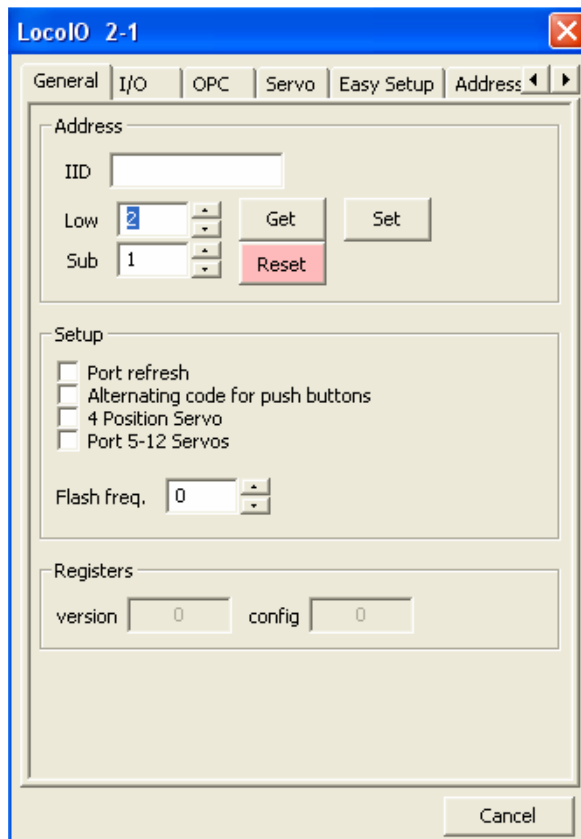 LocoIO 2-1
General I/O OPC Servo Easy Setup Address
Address
IID
Low 2 Get Set
Sub 1 Reset
Setup
Port refresh
Alternating code for push buttons
4 Position Servo
Port 5-12 Servos
Flash freq. 0
Registers
version 0 config 0
Cancel